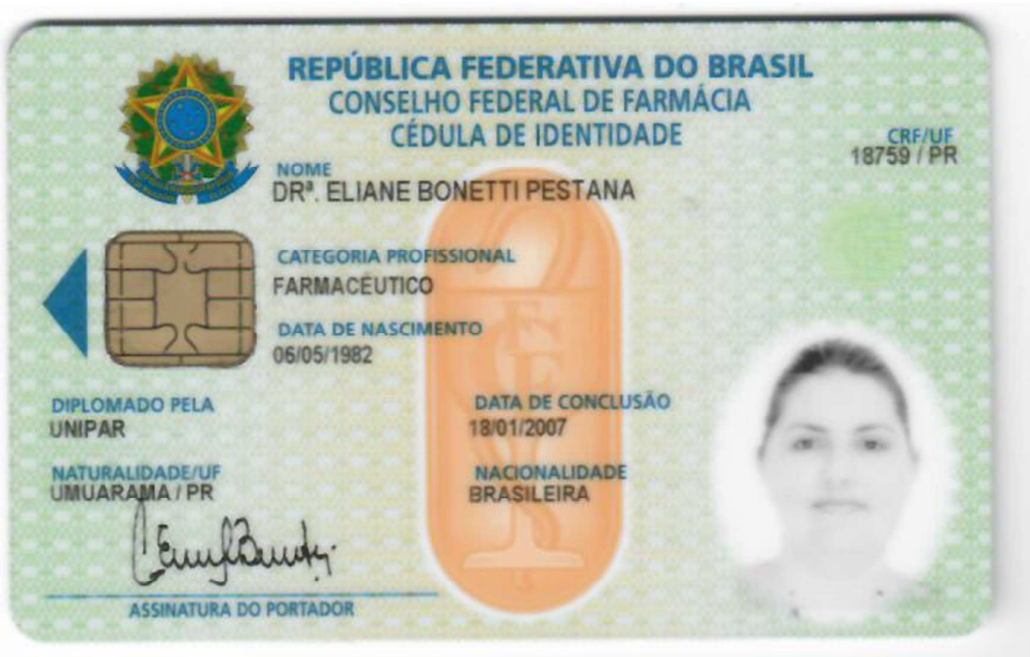 REPÚBLICA FEDERATIVA DO BRASIL
CONSELHO FEDERAL DE FARMÁCIA
CÉDULA DE IDENTIDADE
CRF/UF
18759 / PR
NOME
DRª. ELIANE BONETTI PESTANA
CATEGORIA PROFISSIONAL
FARMACÊUTICO
DATA DE NASCIMENTO
06/05/1982
DIPLOMADO PELA
UNIPAR
DATA DE CONCLUSÃO
18/01/2007
NATURALIDADE/UF
UMUARAMA / PR
NACIONALIDADE
BRASILEIRA
ASSINATURA DO PORTADOR